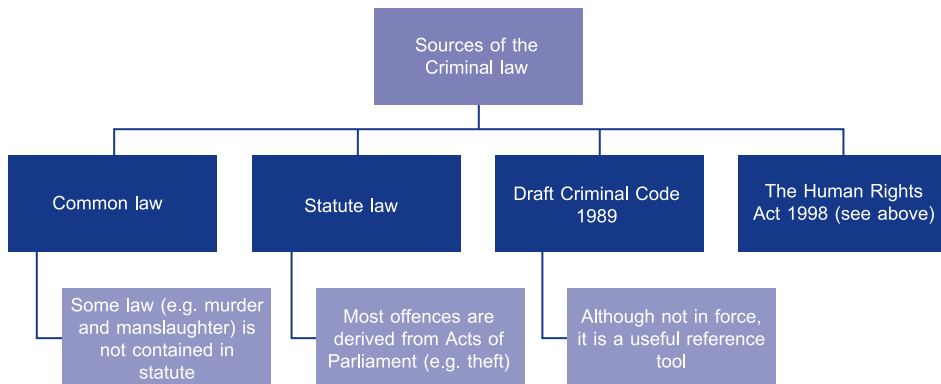 Sources of the
Criminal law
Common law
Statute law
Draft Criminal Code
1989
The Human Rights
Act 1998 (see above)
Some law (e.g. murder
and manslaughter) is
not contained in
statute
Most offences are
derived from Acts of
Parliament (e.g. theft)
Although not in force,
it is a useful reference
tool